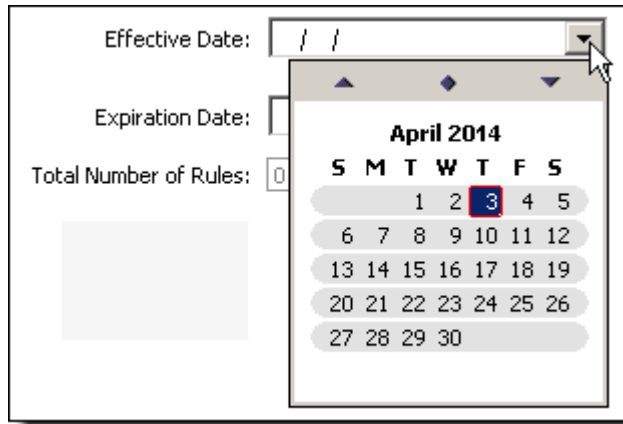 Effective Date: / /
Expiration Date:
Total Number of Rules: 0
April 2014
S M T W T F S
1 2 3 4 5
6 7 8 9 10 11 12
13 14 15 16 17 18 19
20 21 22 23 24 25 26
27 28 29 30